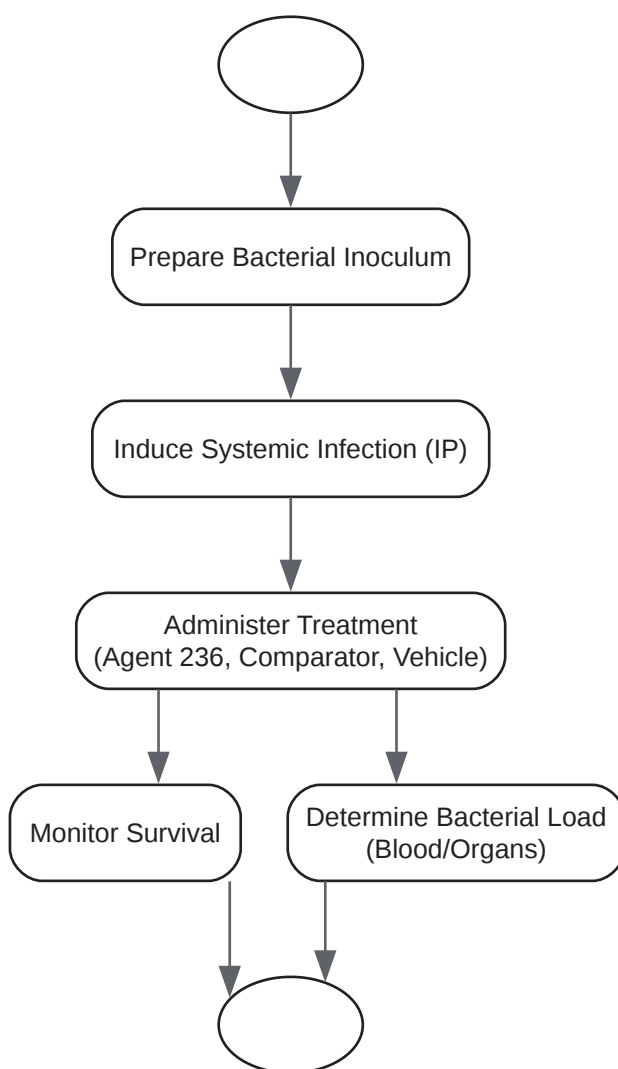 Prepare Bacterial Inoculum
Induce Systemic Infection (IP)
Administer Treatment
(Agent 236, Comparator, Vehicle)
Monitor Survival
Determine Bacterial Load
(Blood/Organs)